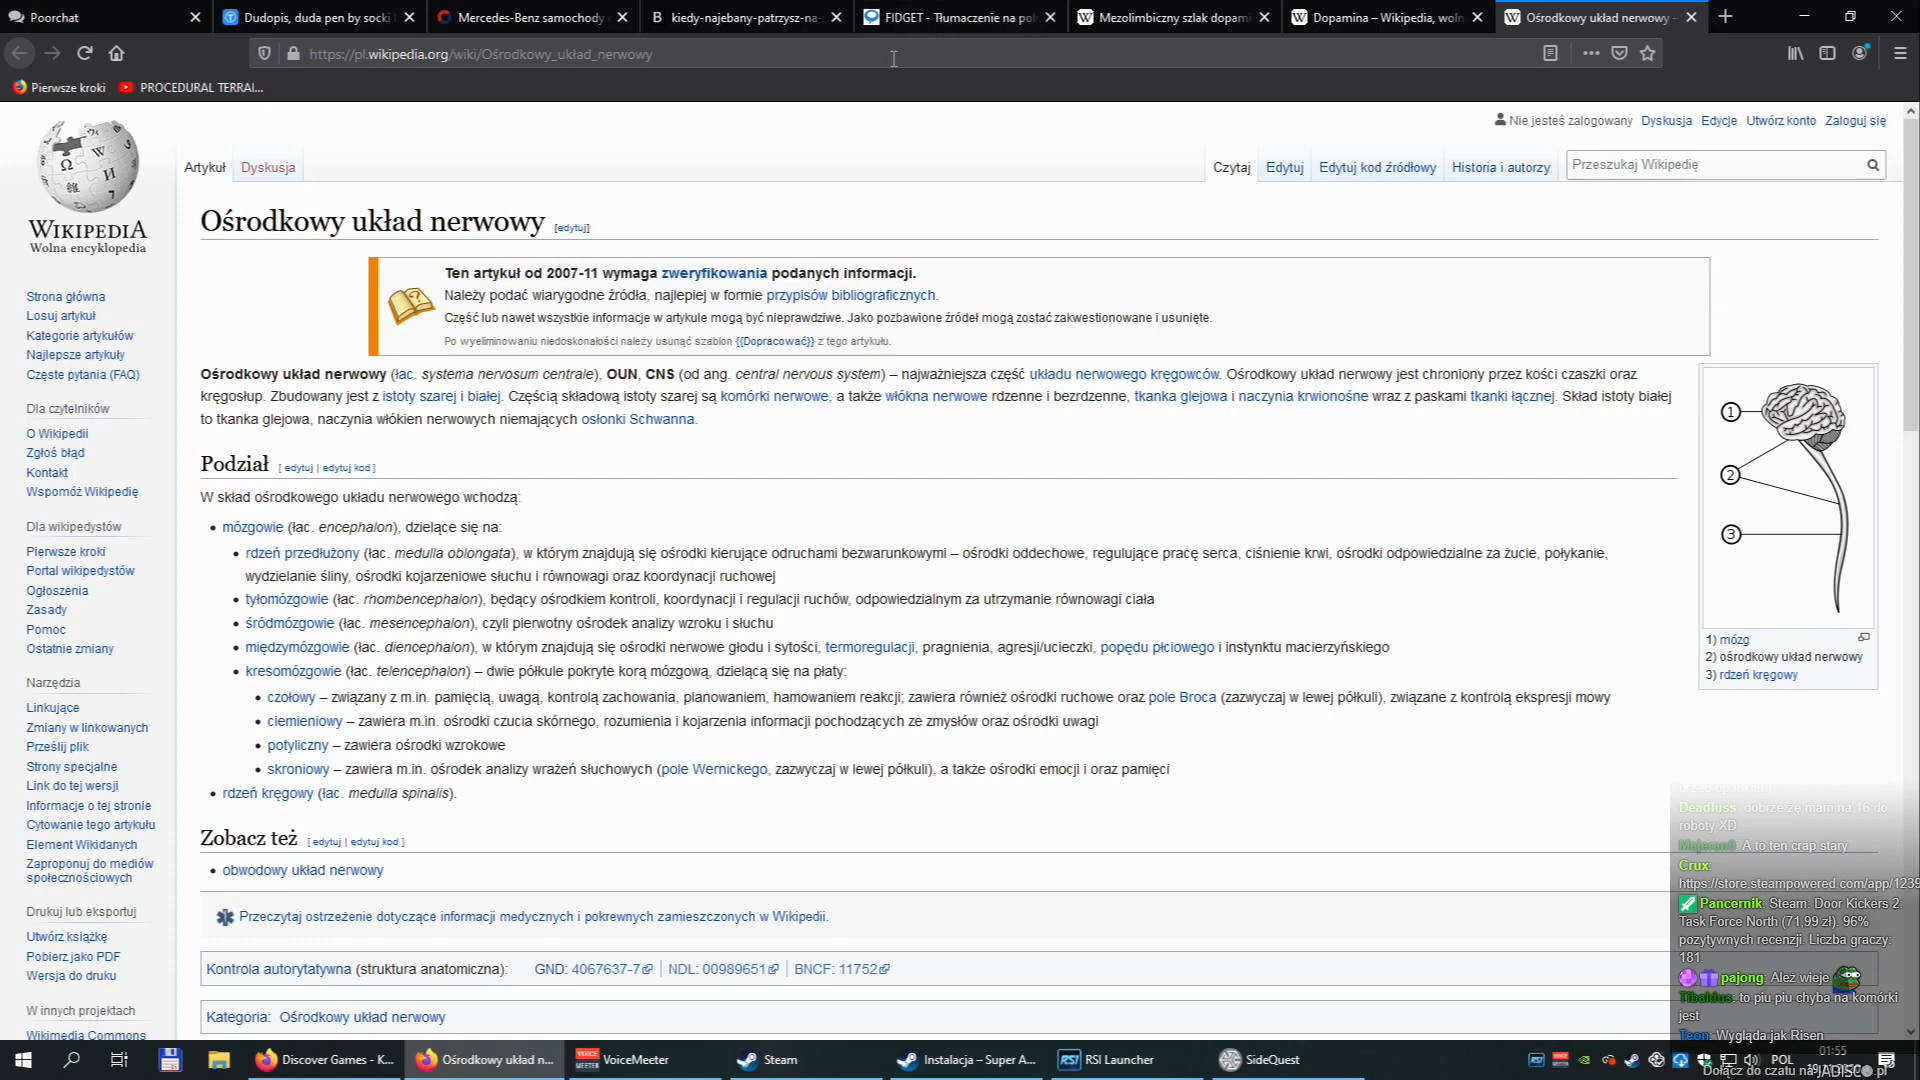 Poorchat
Dudopis, duda pen by socki
Mercedes-Benz samochody
kiedy-najebany-patrzysz-na-
FIDGET - Tłumaczenie na pol
Mezolimbiczny szlak dopami
Dopamina – Wikipedia, woln
Ośrodkowy układ nerwowy –
https://pl.wikipedia.org/wiki/Ośrodkowy_układ_nerwowy
Pierwsze kroki
PROCEDURAL TERRAI...
Nie jesteś zalogowany Dyskusja Edycje Utwórz konto Zaloguj się
Artykuł Dyskusja
Czytaj Edytuj Edytuj kod źródłowy Historia i autorzy
Przeszukaj Wikipedię
WIKIPEDIA
Wolna encyklopedia
Strona główna
Losuj artykuł
Kategorie artykułów
Najlepsze artykuły
Częste pytania (FAQ)
Dla czytelników
O Wikipedii
Zgłoś błąd
Kontakt
Wspomóż Wikipedię
Dla wikipedystów
Pierwsze kroki
Portal wikipedystów
Ogłoszenia
Zasady
Pomoc
Ostatnie zmiany
Narzędzia
Linkujące
Zmiany w linkowanych
Prześlij plik
Strony specjalne
Link do tej wersji
Informacje o tej stronie
Cytowanie tego artykułu
Element Wikidanych
Zaproponuj do mediów
społecznościowych
Drukuj lub eksportuj
Utwórz książkę
Pobierz jako PDF
Wersja do druku
W innych projektach
Wikimedia Commons
Ośrodkowy układ nerwowy [edytuj]
Ten artykuł od 2007-11 wymaga zweryfikowania podanych informacji.
Należy podać wiarygodne źródła, najlepiej w formie przypisów bibliograficznych.
Część lub nawet wszystkie informacje w artykule mogą być nieprawdziwe. Jako pozbawione źródeł mogą zostać zakwestionowane i usunięte.
Po wyeliminowaniu niedoskonałości należy usunąć szablon {{Dopracować}} z tego artykułu.
Ośrodkowy układ nerwowy (łac. systema nervosum centrale), OUN, CNS (od ang. central nervous system) – najważniejsza część układu nerwowego kręgowców. Ośrodkowy układ nerwowy jest chroniony przez kości czaszki oraz
kręgosłup. Zbudowany jest z istoty szarej i białej. Częścią składową istoty szarej są komórki nerwowe, a także włókna nerwowe rdzenne i bezrdzenne, tkanka glejowa i naczynia krwionośne wraz z paskami tkanki łącznej. Skład istoty białej
to tkanka glejowa, naczynia włókien nerwowych niemających osłonki Schwanna.
Podział [ edytuj | edytuj kod ]
W skład ośrodkowego układu nerwowego wchodzą:
• mózgowie (łac. encephalon), dzielące się na:
• rdzeń przedłużony (łac. medulla oblongata), w którym znajdują się ośrodki kierujące odruchami bezwarunkowymi – ośrodki oddechowe, regulujące pracę serca, ciśnienie krwi, ośrodki odpowiedzialne za żucie, połykanie,
wydzielanie śliny, ośrodki kojarzeniowe słuchu i równowagi oraz koordynacji ruchowej
• tyłomózgowie (łac. rhombencephalon), będący ośrodkiem kontroli, koordynacji i regulacji ruchów, odpowiedzialnym za utrzymanie równowagi ciała
• śródmózgowie (łac. mesencephalon), czyli pierwotny ośrodek analizy wzroku i słuchu
• międzymózgowie (łac. diencephalon), w którym znajdują się ośrodki nerwowe głodu i sytości, termoregulacji, pragnienia, agresji/ucieczki, popędu płciowego i instynktu macierzyńskiego
• kresomózgowie (łac. telencephalon) – dwie półkule pokryte korą mózgową, dzielącą się na płaty:
• czołowy – związany z m.in. pamięcią, uwagą, kontrolą zachowania, planowaniem, hamowaniem reakcji; zawiera również ośrodki ruchowe oraz pole Broca (zazwyczaj w lewej półkuli), związane z kontrolą ekspresji mowy
• ciemieniowy – zawiera m.in. ośrodki czucia skórnego, rozumienia i kojarzenia informacji pochodzących ze zmysłów oraz ośrodki uwagi
• potyliczny – zawiera ośrodki wzrokowe
• skroniowy – zawiera m.in. ośrodek analizy wrażeń słuchowych (pole Wernickego, zazwyczaj w lewej półkuli), a także ośrodki emocji i oraz pamięci
• rdzeń kręgowy (łac. medulla spinalis).
Zobacz też [ edytuj | edytuj kod ]
• obwodowy układ nerwowy
Przeczytaj ostrzeżenie dotyczące informacji medycznych i pokrewnych zamieszczonych w Wikipedii.
Kontrola autorytatywna (struktura anatomiczna): GND: 4067637-7 NDL: 00989651 BNCF: 11752
Kategoria: Ośrodkowy układ nerwowy
1
2
3
1) mózg
2) ośrodkowy układ nerwowy
3) rdzeń kręgowy
Deadluss: dobrze że mam na 16 do
roboty XD
Majeran0: A to ten crap stary
Crux:
https://store.steampowered.com/app/1239
Pancernik: Steam: Door Kickers 2:
Task Force North (71,99 zł). 96%
pozytywnych recenzji. Liczba graczy:
181.
pajong: Ależ wieje
Tibaldus: to piu piu chyba na komórki
jest
Teon: Wygląda jak Risen
Dołącz do czatu na JADISCO.pl
Discover Games - K...
Ośrodkowy układ n...
VoiceMeeter
Steam
Instalacja – Super A...
RSI Launcher
SideQuest
POL
01:55